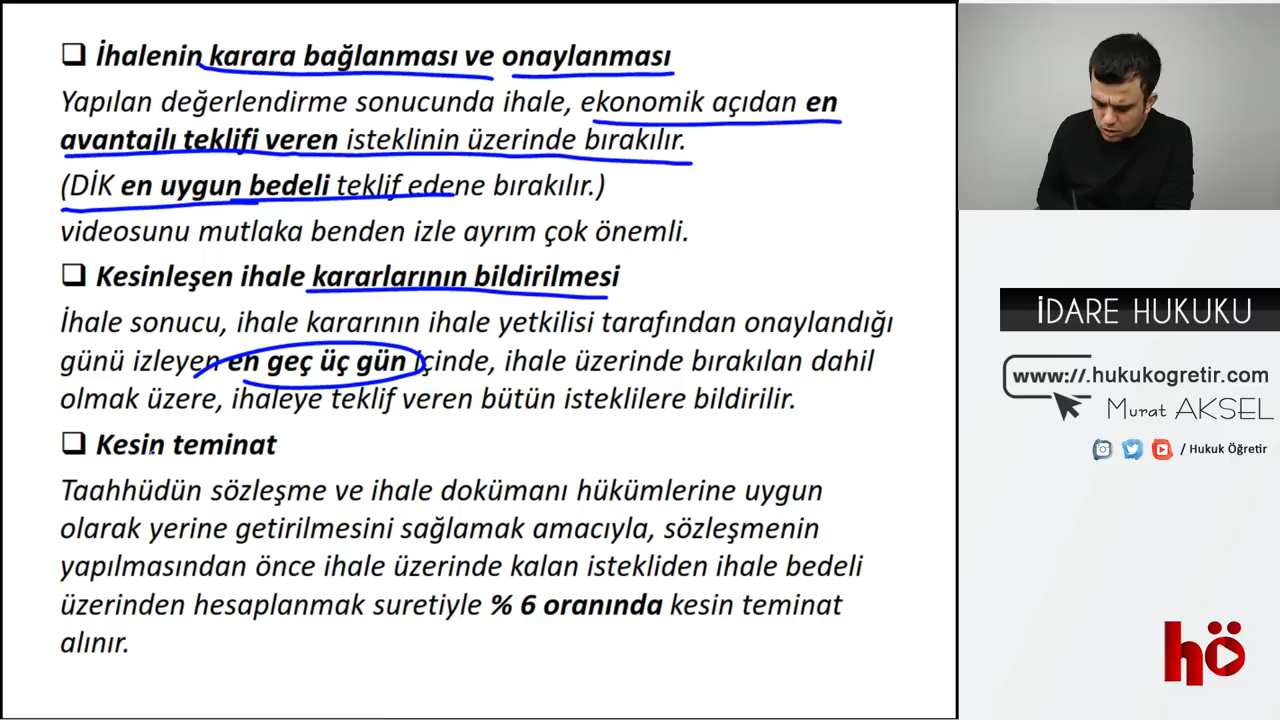 İhalenin karara bağlanması ve onaylanması
Yapılan değerlendirme sonucunda ihale, ekonomik açıdan en
avantajlı teklifi veren isteklinin üzerinde bırakılır.
(DİK en uygun bedeli teklif edene bırakılır.)
videosunu mutlaka benden izle ayrım çok önemli.
Kesinleşen ihale kararlarının bildirilmesi
İhale sonucu, ihale kararının ihale yetkilisi tarafından onaylandığı
günü izleyen en geç üç gün içinde, ihale üzerinde bırakılan dahil
olmak üzere, ihaleye teklif veren bütün isteklilere bildirilir.
Kesin teminat
Taahhüdün sözleşme ve ihale dokümanı hükümlerine uygun
olarak yerine getirilmesini sağlamak amacıyla, sözleşmenin
yapılmasından önce ihale üzerinde kalan istekliden ihale bedeli
üzerinden hesaplanmak suretiyle % 6 oranında kesin teminat
alınır.
İDARE HUKUKU
www://.hukukogretir.com
Murat AKSEL
/ Hukuk Öğretir
hö